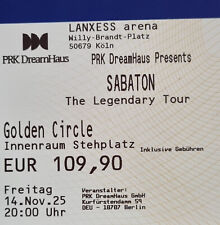 LANXESS arena
Willy-Brandt-Platz
50679 Köln
PRK DreamHaus
PRK DreamHaus Presents
SABATON
The Legendary Tour
Golden Circle
Innenraum Stehplatz
Inklusive Gebühren
EUR 109,90
Freitag
14.Nov.25
20:00 Uhr
Veranstalter:
PRK DreamHaus GmbH
Kurfürstendamm 59
DEU - 10707 Berlin